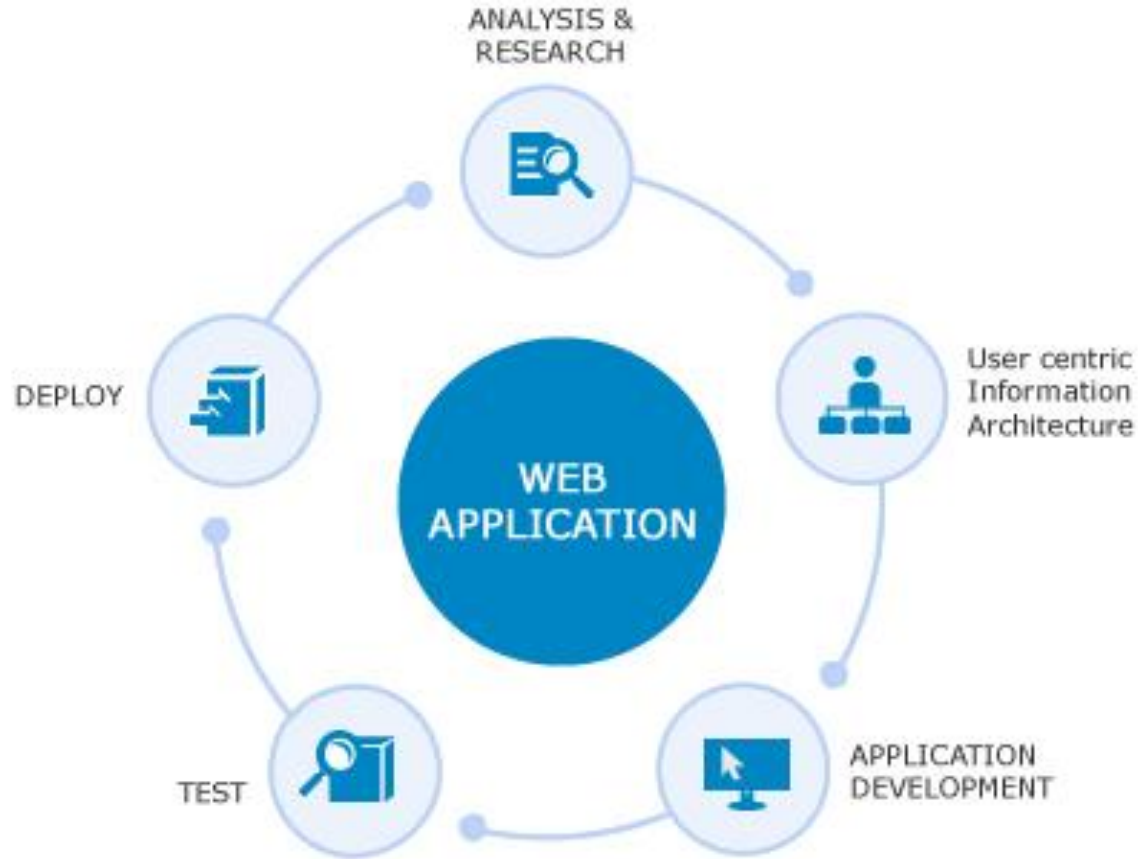 ANALYSIS &
RESEARCH
User centric
Information
Architecture
DEPLOY
WEB
APPLICATION
APPLICATION
DEVELOPMENT
TEST